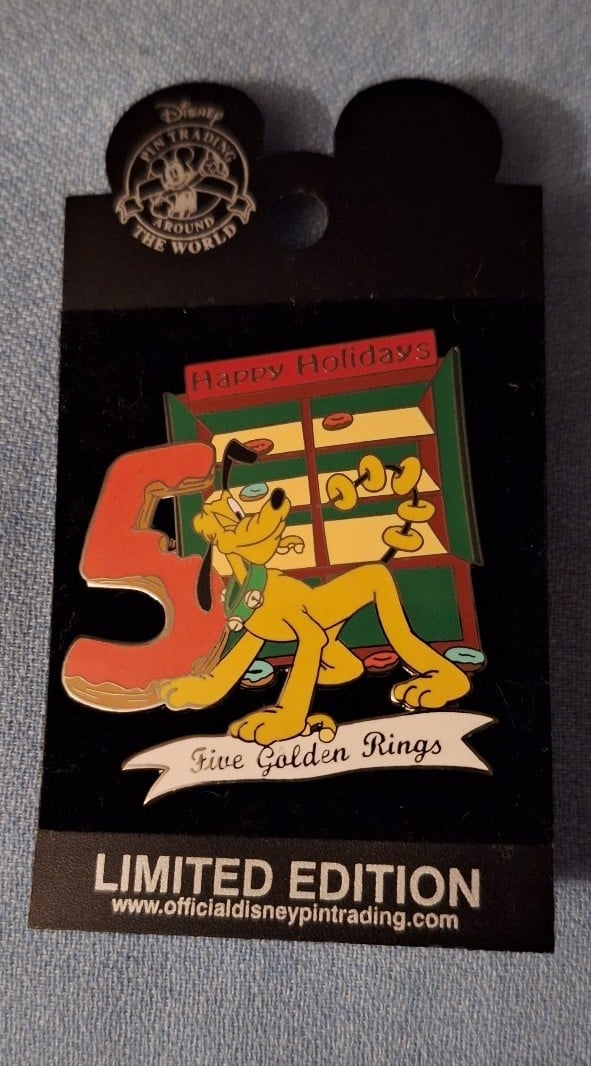 Disney
PIN TRADING
AROUND
THE WORLD
Happy Holidays
5
Five Golden Rings
LIMITED EDITION
www.officialdisneypintrading.com